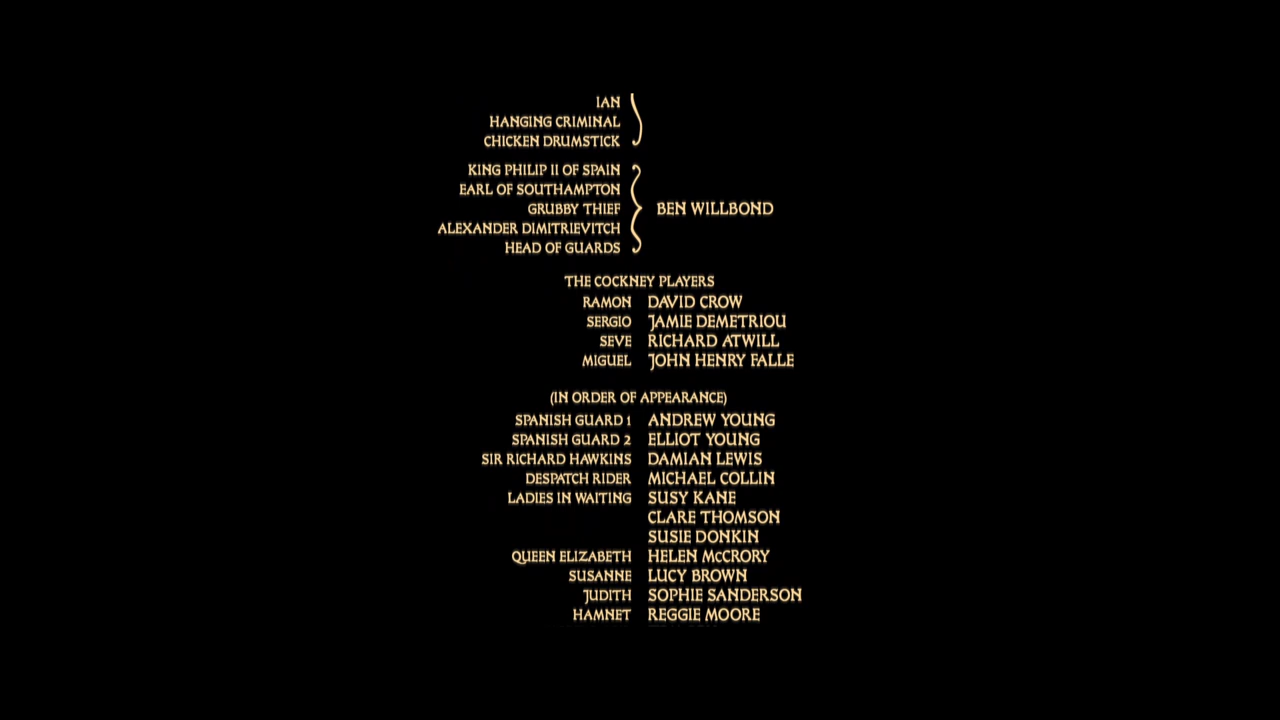 IAN
HANGING CRIMINAL
CHICKEN DRUMSTICK
KING PHILIP II OF SPAIN
EARL OF SOUTHAMPTON
GRUBBY THIEF BEN WILLBOND
ALEXANDER DIMITRIEVITCH
HEAD OF GUARDS
THE COCKNEY PLAYERS
RAMON DAVID CROW
SERGIO JAMIE DEMETRIOU
SEVE RICHARD ATWILL
MIGUEL JOHN HENRY FALLE
(IN ORDER OF APPEARANCE)
SPANISH GUARD 1 ANDREW YOUNG
SPANISH GUARD 2 ELLIOT YOUNG
SIR RICHARD HAWKINS DAMIAN LEWIS
DESPATCH RIDER MICHAEL COLLIN
LADIES IN WAITING SUSY KANE
CLARE THOMSON
SUSIE DONKIN
QUEEN ELIZABETH HELEN McCRORY
SUSANNE LUCY BROWN
JUDITH SOPHIE SANDERSON
HAMNET REGGIE MOORE